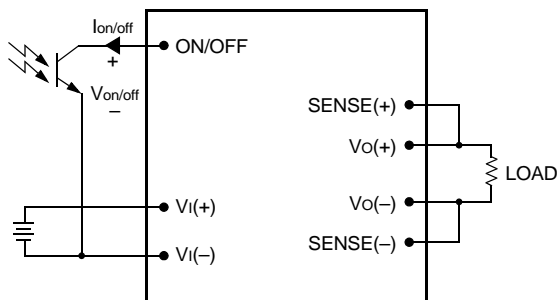 Ion/off
+
ON/OFF
Von/off
–
SENSE(+)
VO(+)
LOAD
VO(–)
SENSE(–)
VI(+)
VI(–)